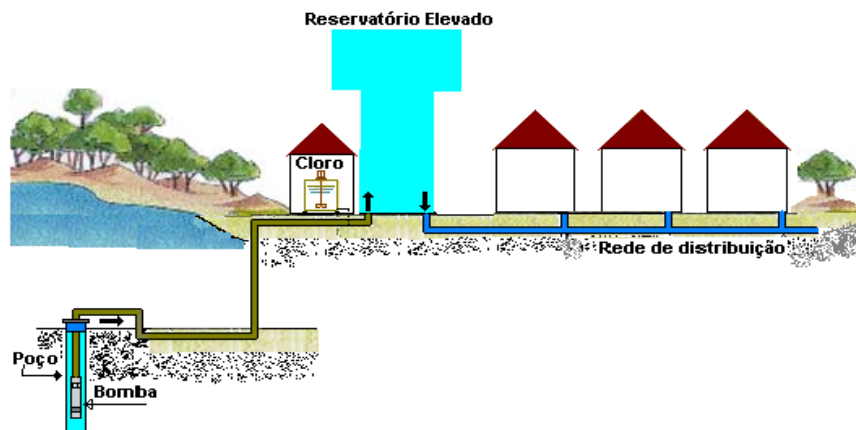 Reservatório Elevado
Cloro
Rede de distribuição
Poço
Bomba